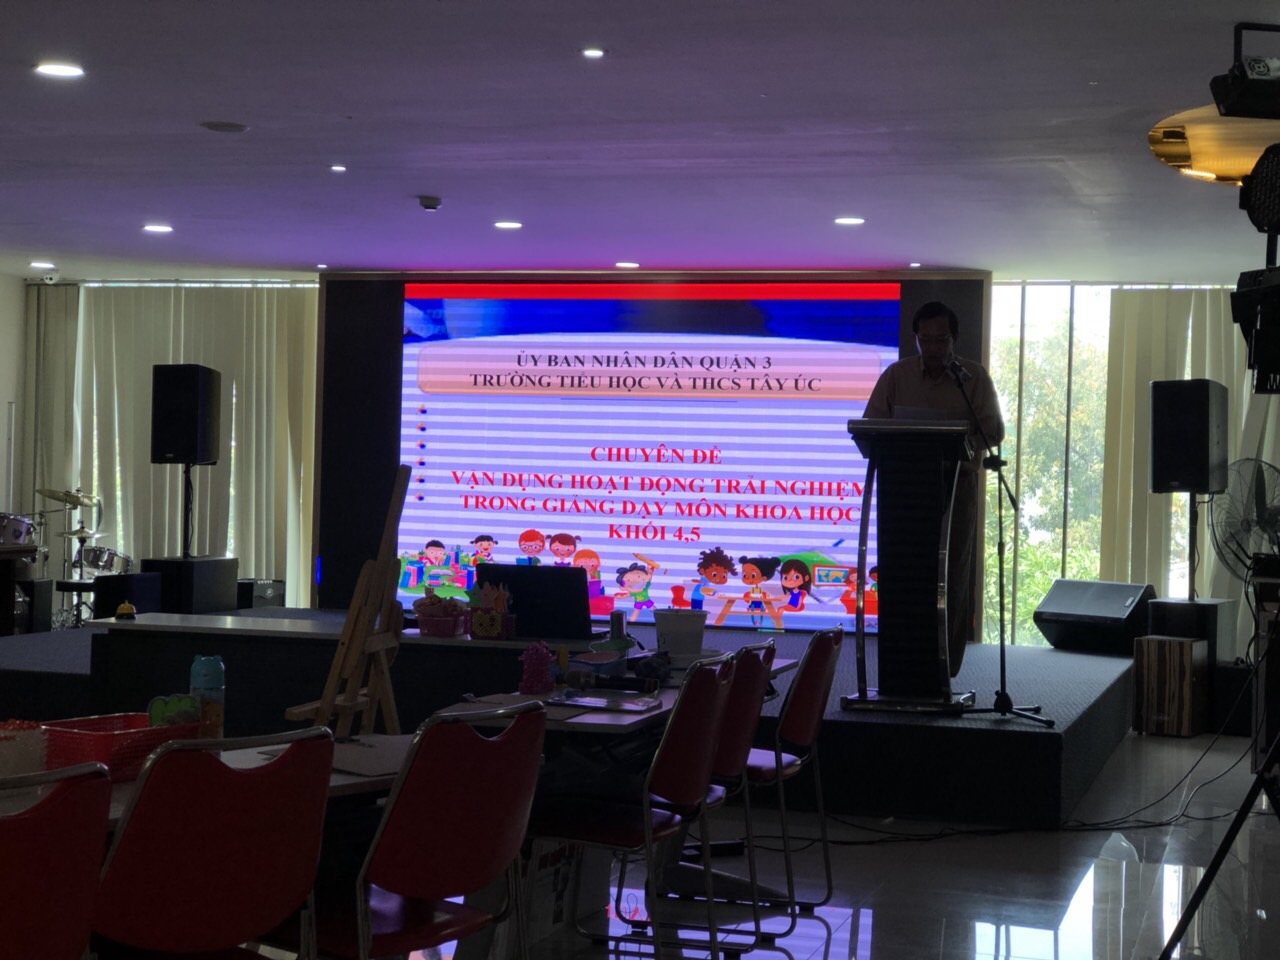 ỦY BAN NHÂN DÂN QUẬN 3
TRƯỜNG TIỂU HỌC VÀ THCS TÂY ÚC
CHUYÊN ĐỀ
VẬN DỤNG HOẠT ĐỘNG TRẢI NGHIỆM
TRONG GIẢNG DẠY MÔN KHOA HỌC
KHỐI 4,5